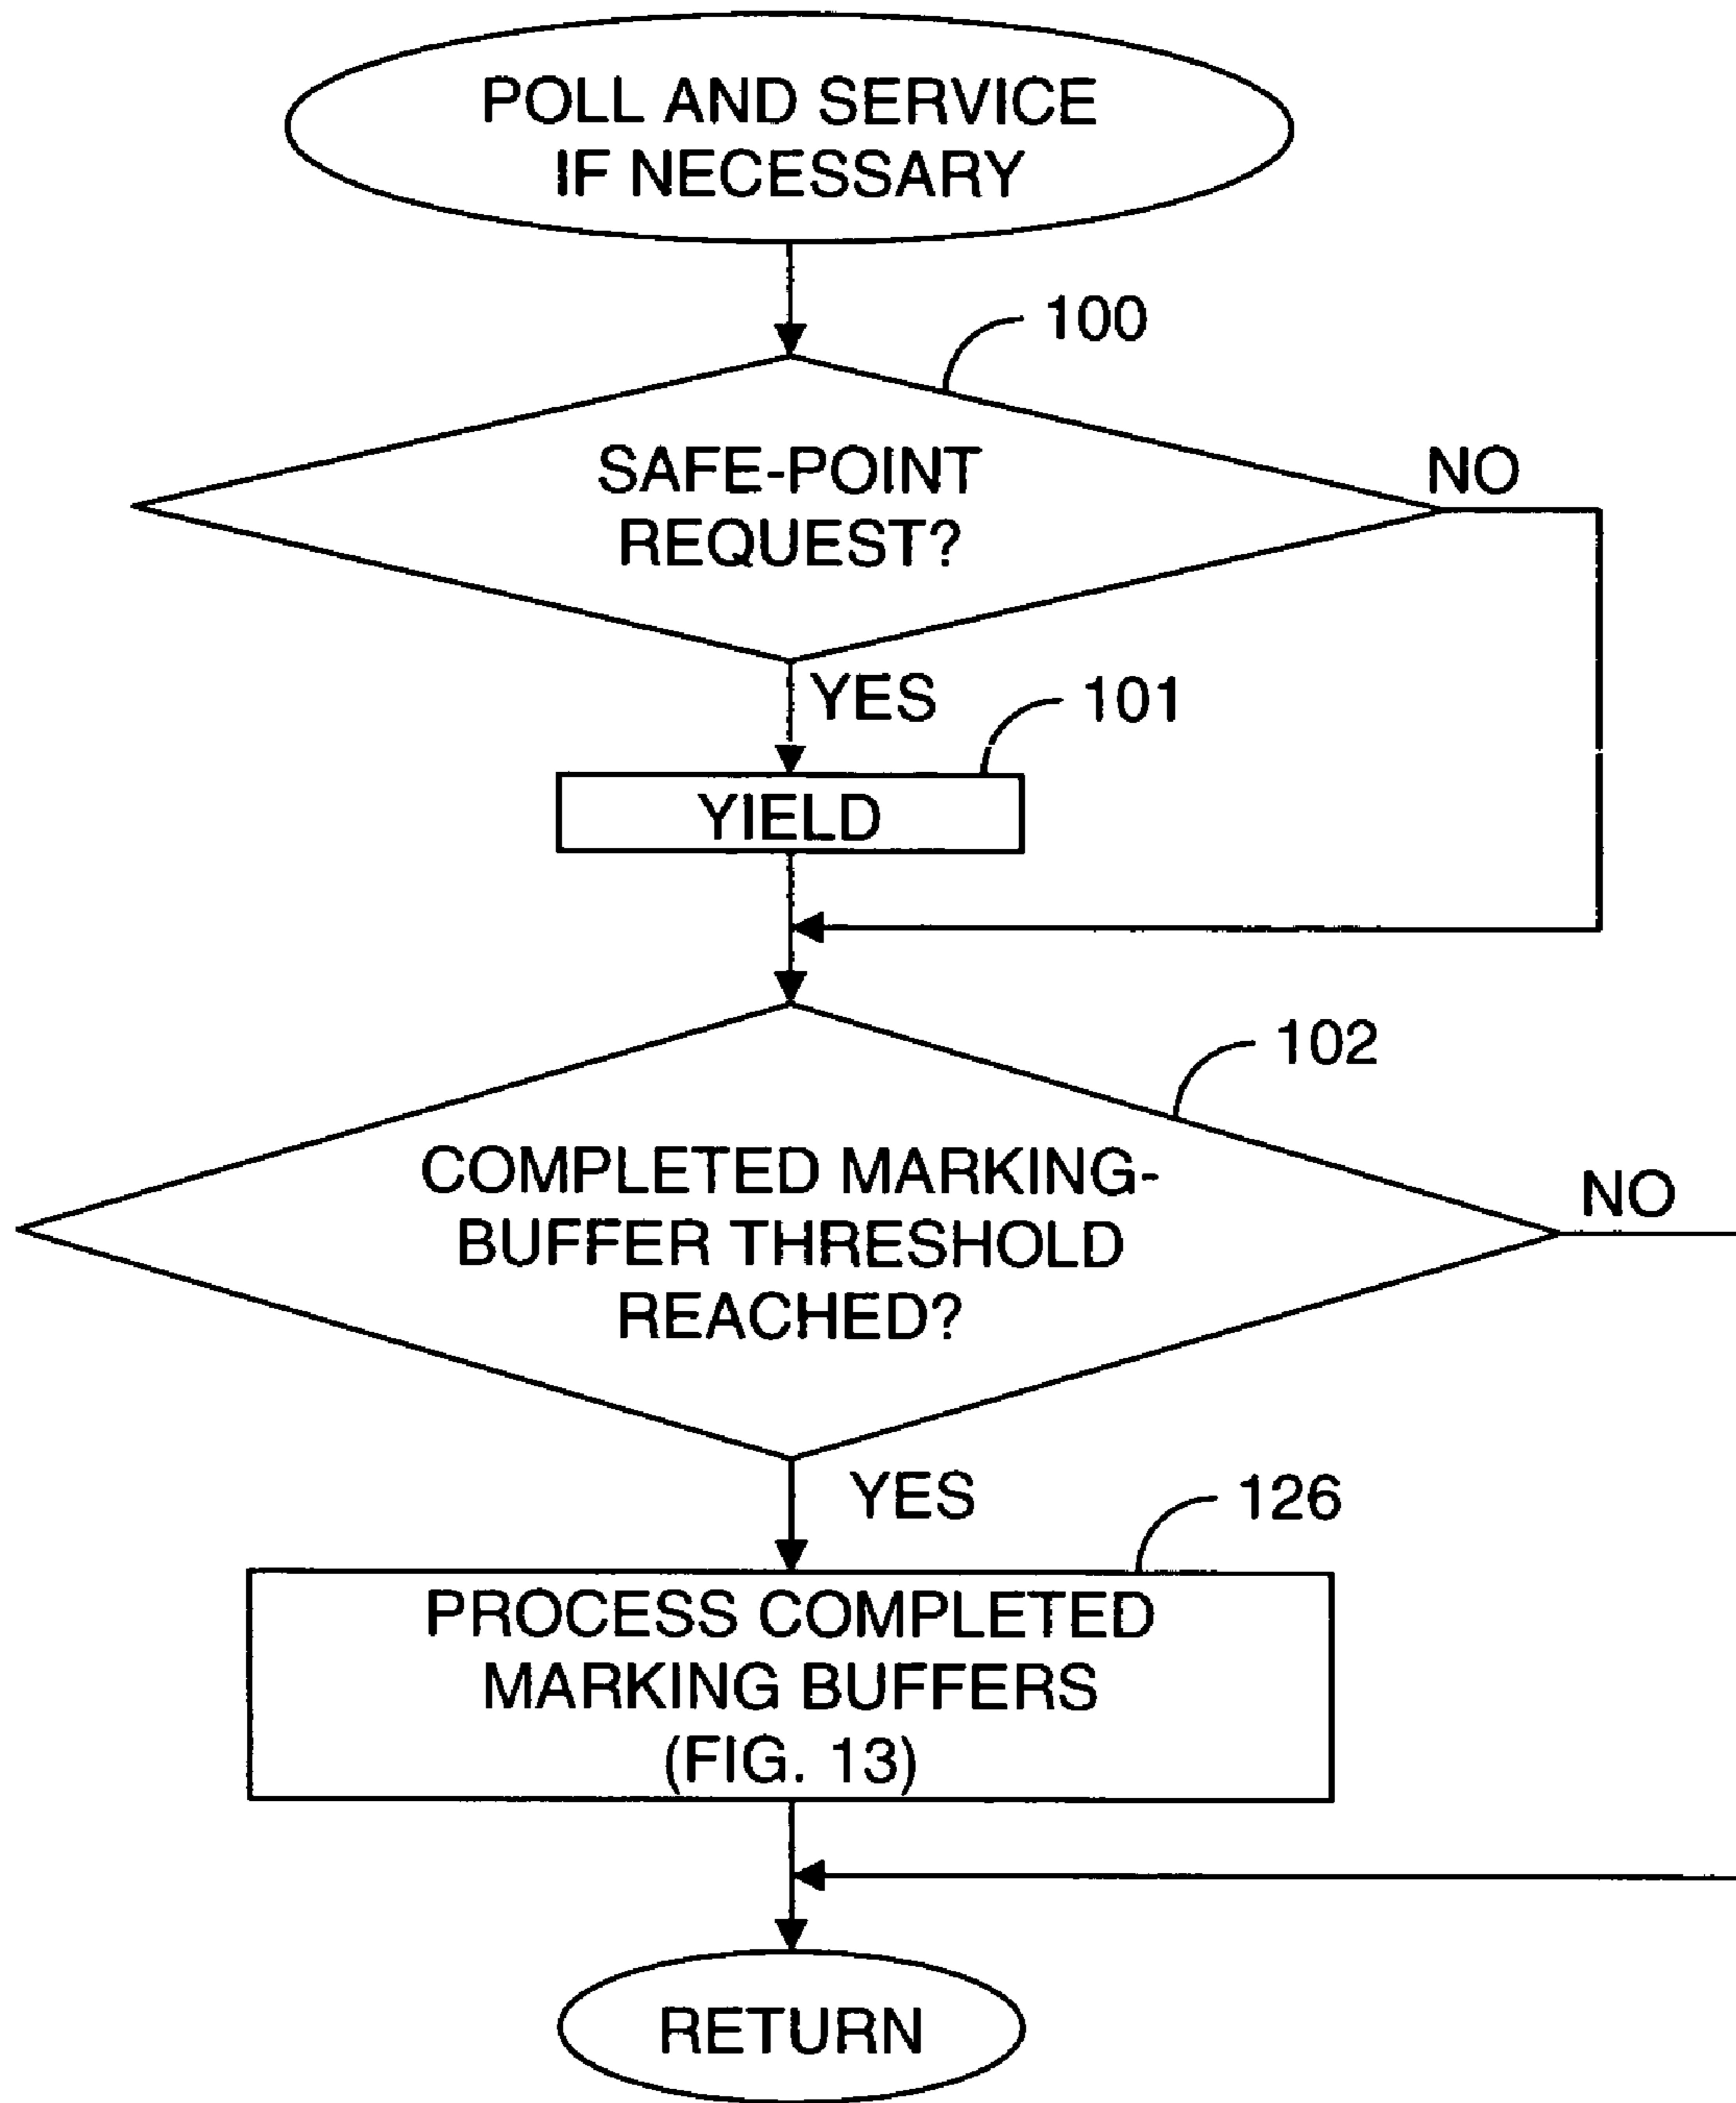 POLL AND SERVICE
IF NECESSARY
100
SAFE-POINT
REQUEST?
NO
YES
101
YIELD
102
COMPLETED MARKING-
BUFFER THRESHOLD
REACHED?
NO
YES
126
PROCESS COMPLETED
MARKING BUFFERS
(FIG. 13)
RETURN